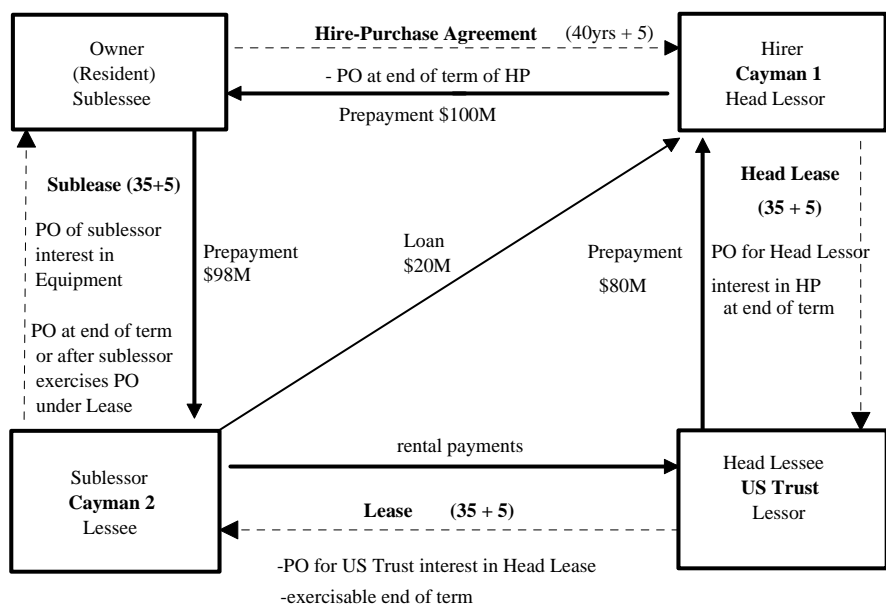 Owner
(Resident)
Sublessee
Hire-Purchase Agreement (40yrs + 5)
- PO at end of term of HP
Prepayment $100M
Hirer
Cayman 1
Head Lessor
Sublease (35+5)
PO of sublessor
interest in
Equipment
PO at end of term
or after sublessor
exercises PO
under Lease
Prepayment
$98M
Loan
$20M
Prepayment
$80M
Head Lease
(35 + 5)
PO for Head Lessor
interest in HP
at end of term
Sublessor
Cayman 2
Lessee
rental payments
Lease (35 + 5)
-PO for US Trust interest in Head Lease
-exercisable end of term
Head Lessee
US Trust
Lessor